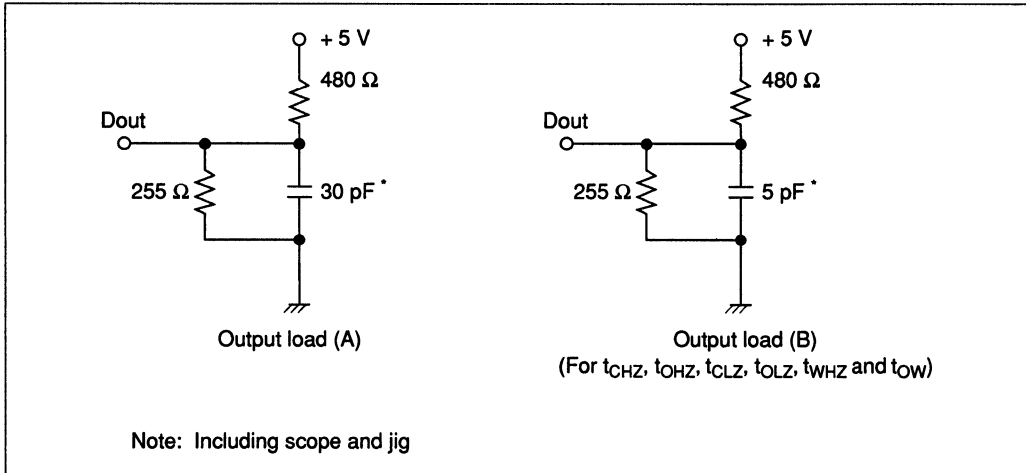 + 5 V
480 Ω
Dout
255 Ω
30 pF *
Output load (A)
+ 5 V
480 Ω
Dout
255 Ω
5 pF *
Output load (B)
(For tCHZ, tOHZ, tCLZ, tOLZ, tWHZ and tOW)
Note: Including scope and jig